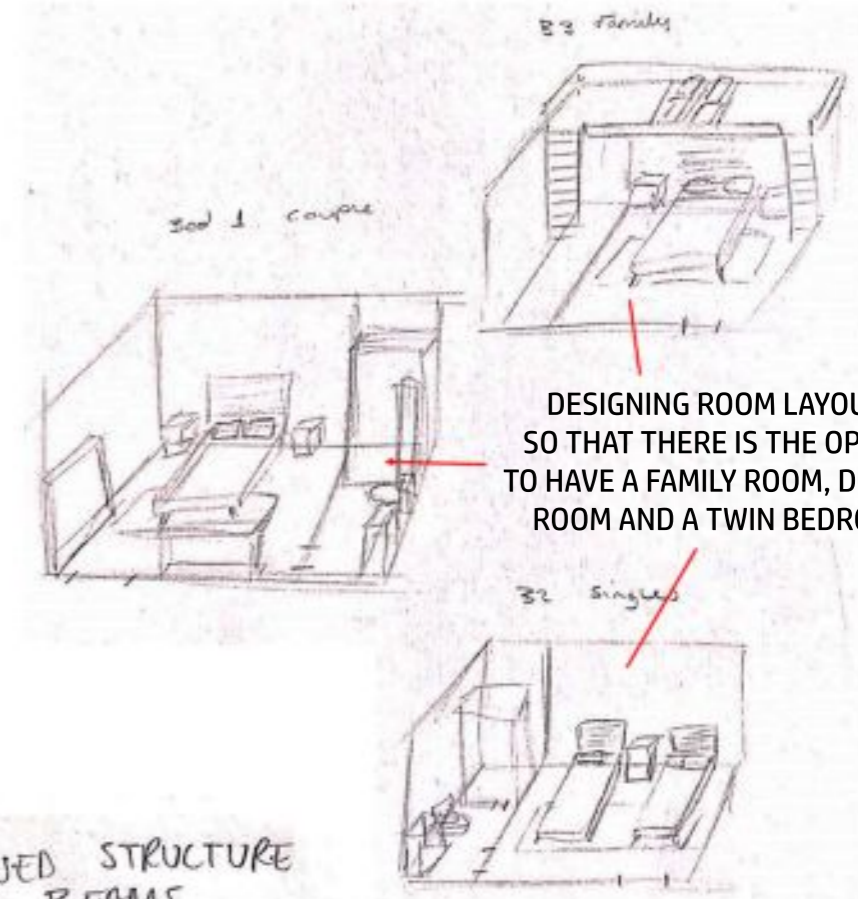 B3 Family
Bed 1 couple
DESIGNING ROOM LAYOU
SO THAT THERE IS THE OP
TO HAVE A FAMILY ROOM, D
ROOM AND A TWIN BEDRO
B2 Singles
STRUCTURE
BEAMS